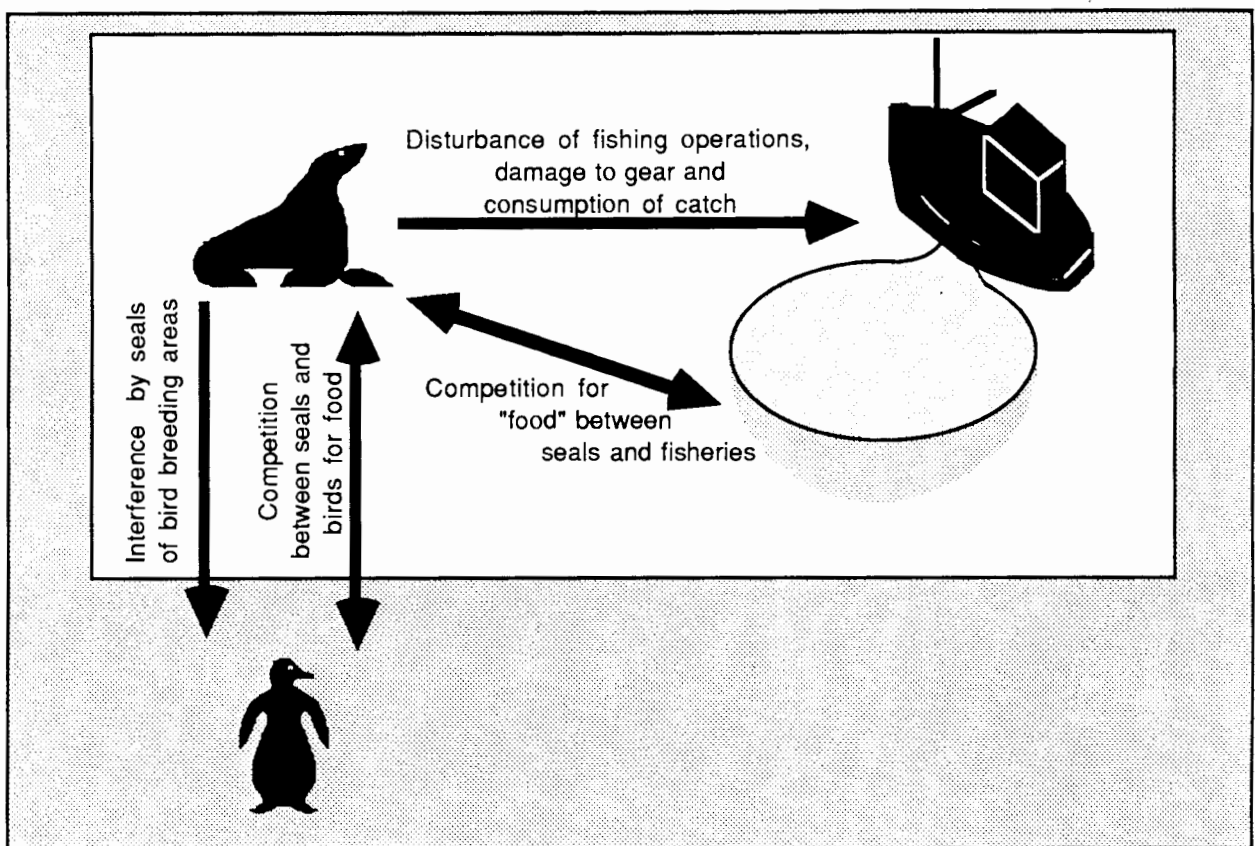 Disturbance of fishing operations,
damage to gear and
consumption of catch
Interference by seals
of bird breeding areas
Competition
between seals and
birds for food
Competition for
"food" between
seals and fisheries